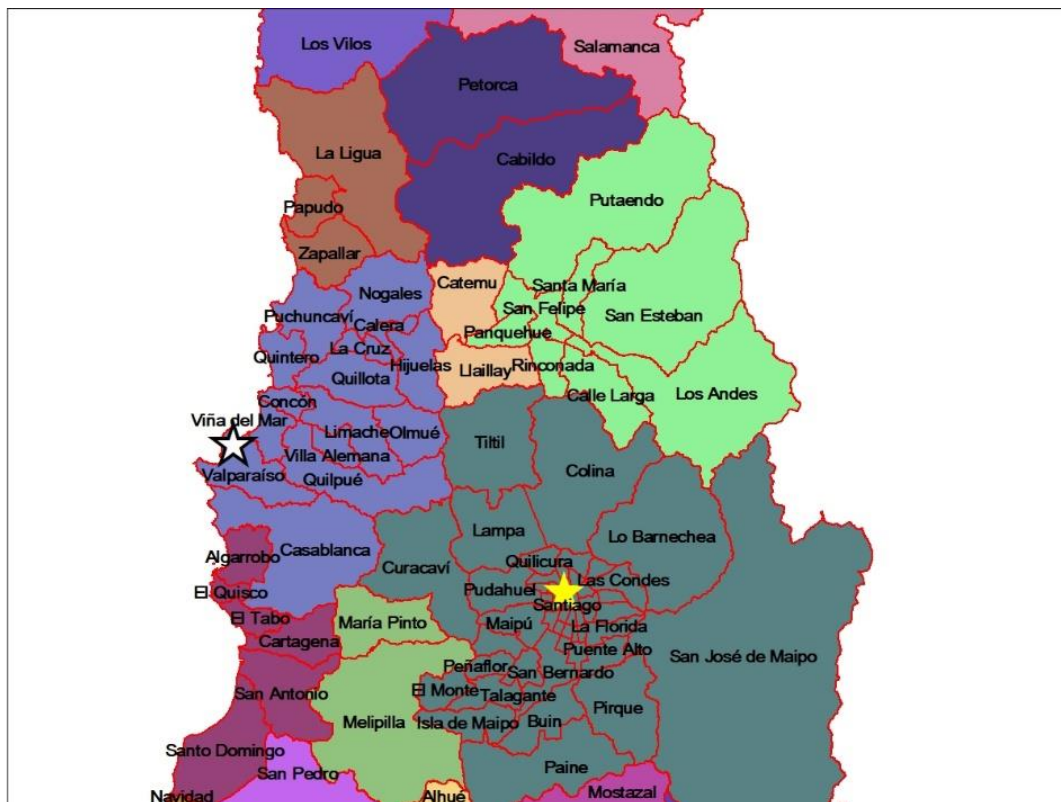 Los Vilos
Salamanca
Petorca
La Ligua
Cabildo
Putaendo
Papudo
Zapallar
Catemu
Santa María
Nogales
San Felipe
Puchuncaví
San Esteban
Calera
Panquehue
La Cruz
Quintero
Hijuelas
Rinconada
Llaillay
Quillota
Los Andes
Calle Larga
Concón
Viña del Mar
Limache
Olmué
Tiltil
Villa Alemana
Colina
Valparaíso
Quilpué
Lampa
Lo Barnechea
Casablanca
Algarrobo
Quilicura
Curacaví
Las Condes
El Quisco
Pudahuel
Santiago
El Tabo
María Pinto
Maipú
La Florida
Cartagena
Puente Alto
San José de Maipo
Peñaflor
San Bernardo
El Monte
San Antonio
Talagante
Pirque
Melipilla
Isla de Maipo
Buin
Santo Domingo
Paine
San Pedro
Mostazal
Navidad
Alhué